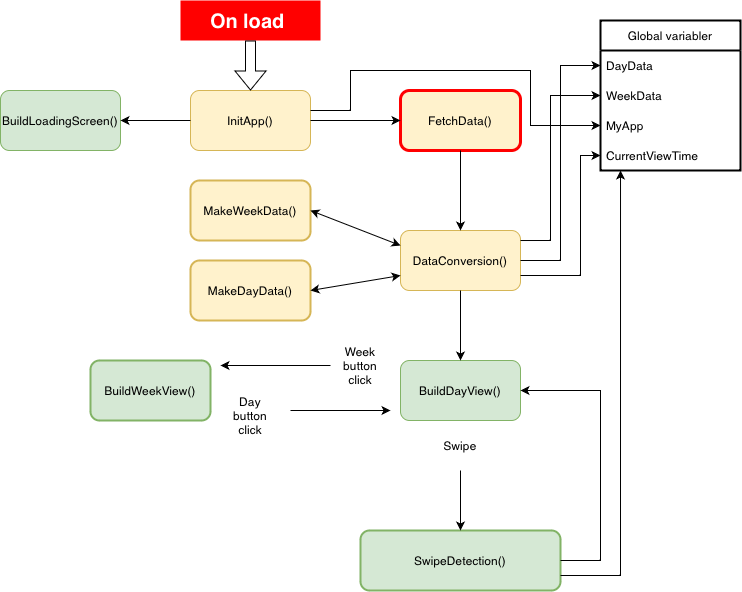 On load
Global variabler
DayData
WeekData
MyApp
CurrentViewTime
BuildLoadingScreen()
InitApp()
FetchData()
MakeWeekData()
DataConversion()
MakeDayData()
Week
button
click
BuildWeekView()
BuildDayView()
Day
button
click
Swipe
SwipeDetection()